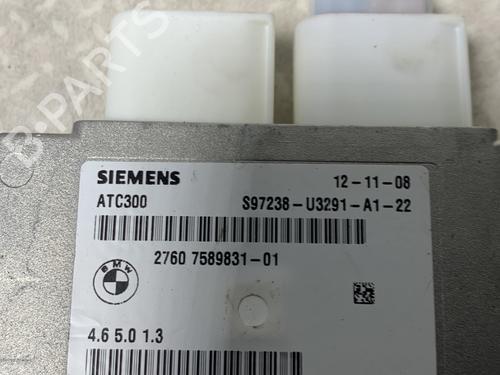 SIEMENS
12-11-08
ATC300
S97238-U3291-A1-22
2760 7589831-01
BMW
4.6 5.0 1.3
B-PARTS